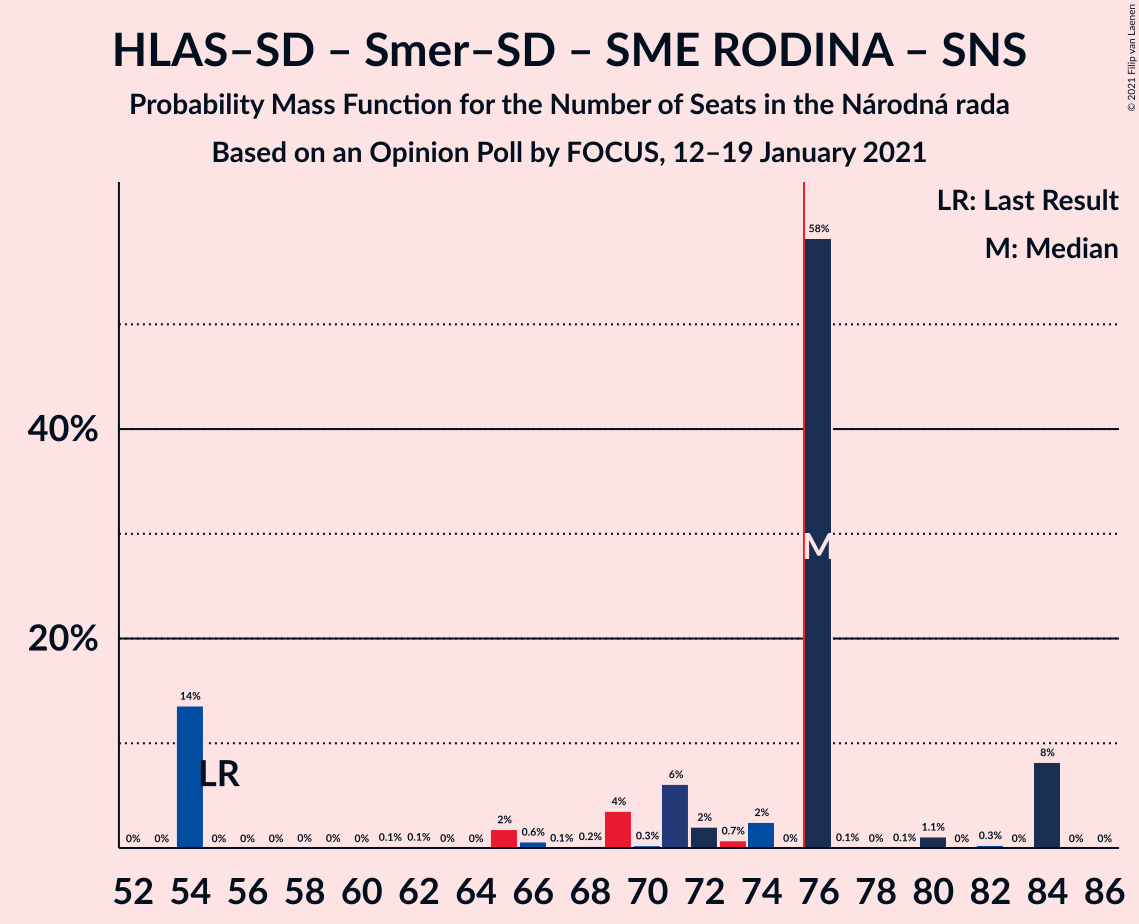 HLAS–SD – Smer–SD – SME RODINA – SNS
Probability Mass Function for the Number of Seats in the Národná rada
Based on an Opinion Poll by FOCUS, 12–19 January 2021
© 2021 Filip van Laenen
LR: Last Result
M: Median
40%
20%
0% 0% 14% 0% 0% 0% 0% 0% 0% 0.1% 0.1% 0% 0% 2% 0.6% 0.1% 0.2% 4% 0.3% 6% 2% 0.7% 2% 0% 58% 0.1% 0% 0.1% 1.1% 0% 0.3% 0% 8% 0% 0%
LR
M
52 54 56 58 60 62 64 66 68 70 72 74 76 78 80 82 84 86